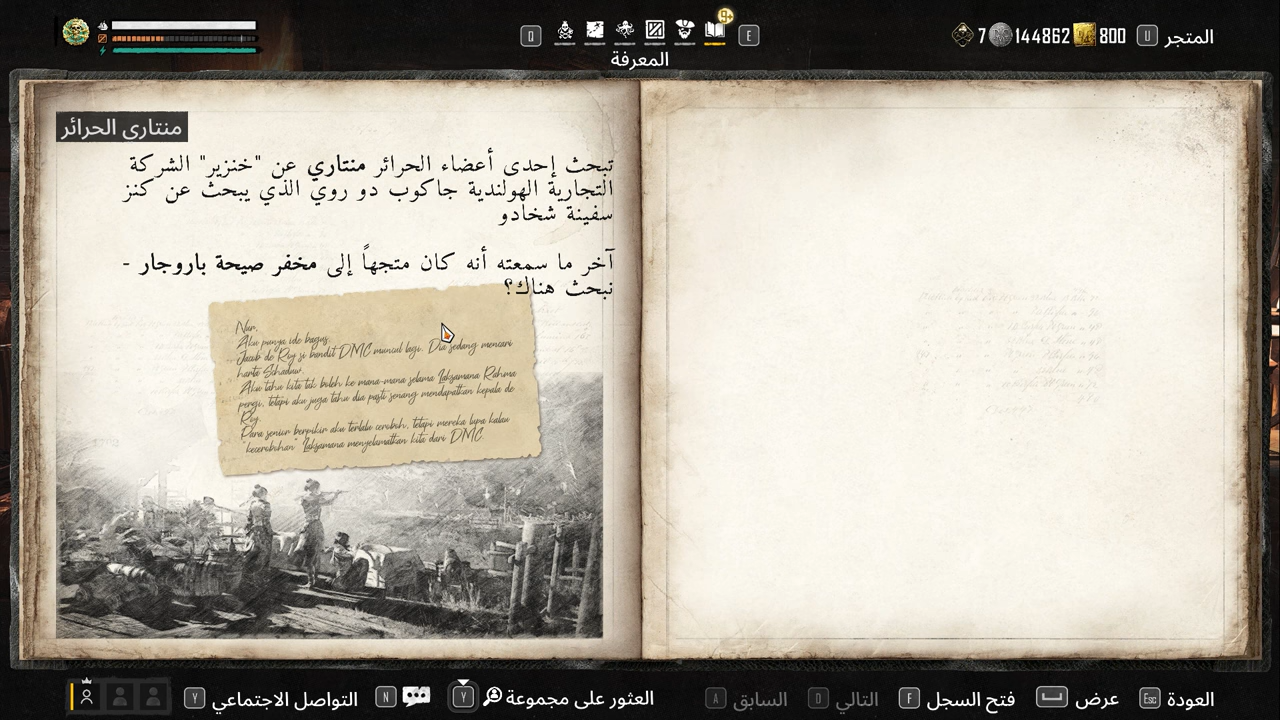 Q
E
9+
7
144862
800
U
المتجر
المعرفة
منتاري الحرائر
تبحث إحدى أعضاء الحرائر منتاري عن "خنزير" الشركة
التجارية الهولندية جاكوب دو روي الذي يبحث عن كنز
سفينة شخادو
آخر ما سمعته أنه كان متجهاً إلى مخفر صيحة باروجار -
نبحث هناك؟
Nur,
Aku punya ide bagus.
Jacob de Roy si bandit DMC muncul lagi. Dia sedang mencari
harta Schaduw.
Aku tahu kita tak boleh ke mana-mana selama Laksamana Rahma
pergi, tetapi aku juga tahu dia pasti senang mendapatkan kepala de
Roy.
Para senior berpikir aku terlalu ceroboh, tetapi mereka lupa kalau
"kecerobohan" Laksamana menyelamatkan kita dari DMC
العودة Esc
عرض
فتح السجل F
التالي D
السابق A
العثور على مجموعة Y
N
التواصل الاجتماعي Y